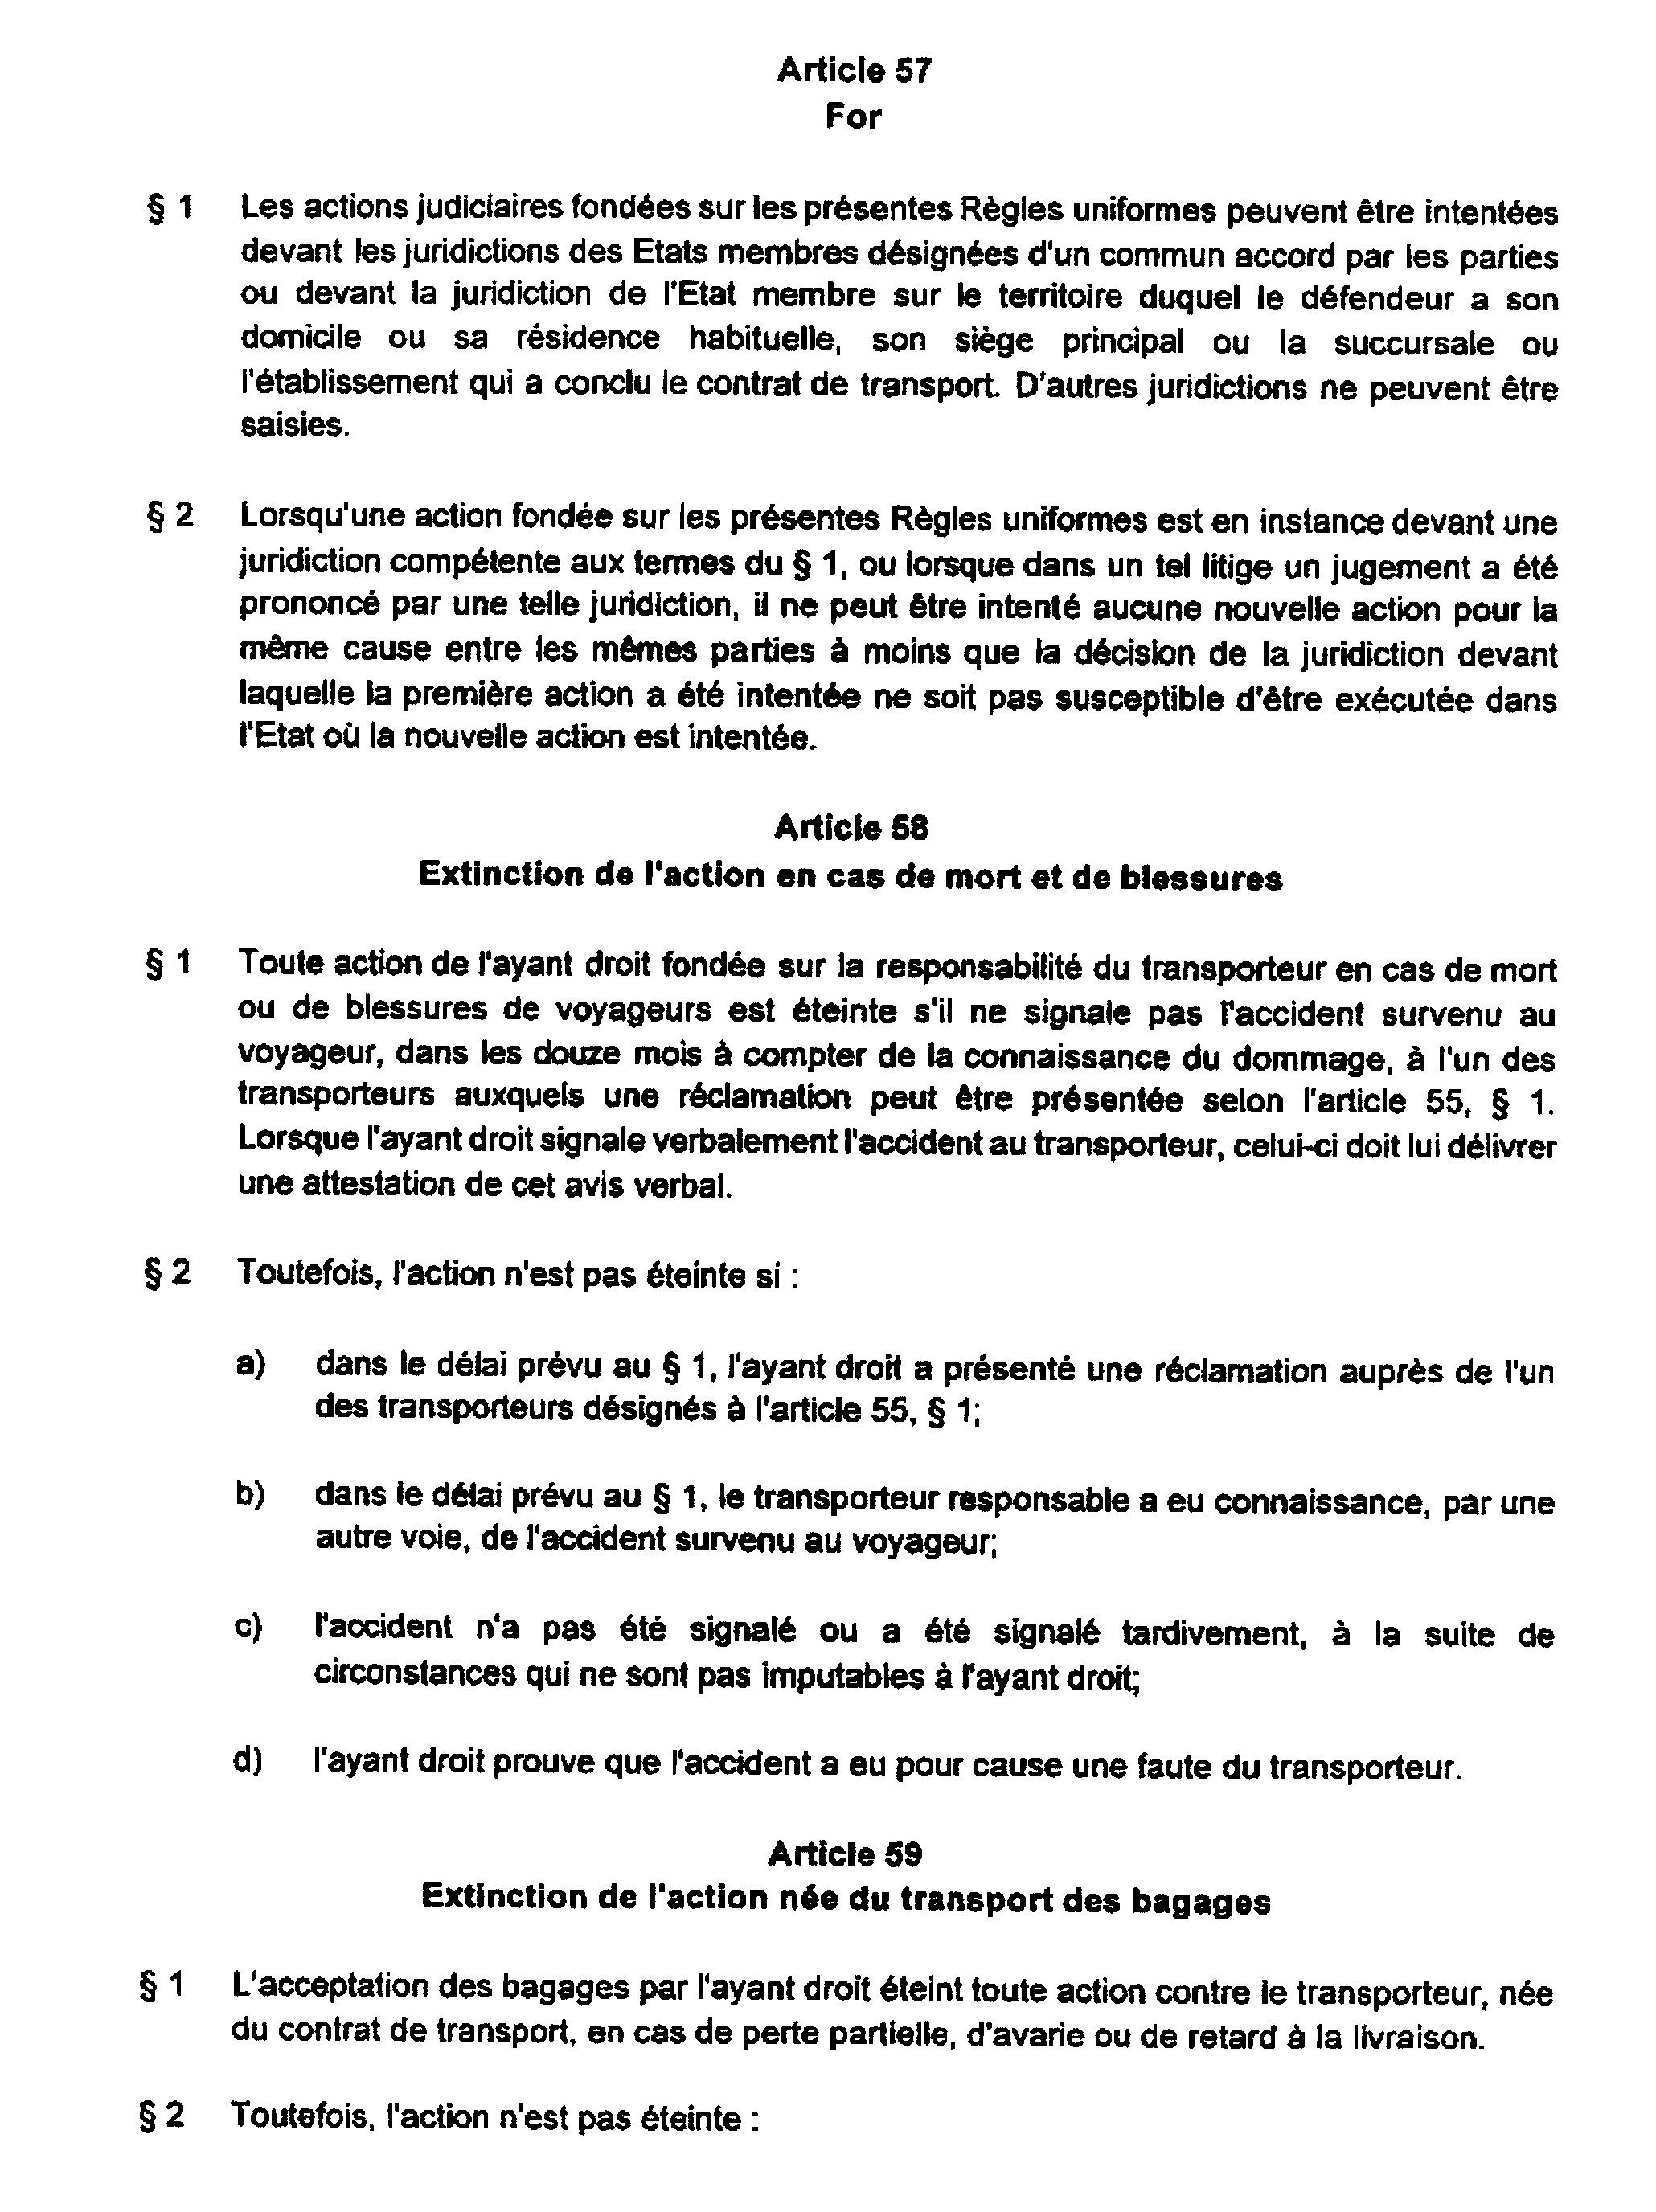 Article 57
For
§ 1 Les actions judiciaires fondées sur les présentes Règles uniformes peuvent être intentées
devant les juridictions des Etats membres désignées d'un commun accord par les parties
ou devant la juridiction de l'Etat membre sur le territoire duquel le défendeur a son
domicile ou sa résidence habituelle, son siège principal ou la succursale ou
l'établissement qui a conclu le contrat de transport. D'autres juridictions ne peuvent être
saisies.
§ 2 Lorsqu'une action fondée sur les présentes Règles uniformes est en instance devant une
juridiction compétente aux termes du § 1, ou lorsque dans un tel litige un jugement a été
prononcé par une telle juridiction, il ne peut être intenté aucune nouvelle action pour la
même cause entre les mêmes parties à moins que la décision de la juridiction devant
laquelle la première action a été intentée ne soit pas susceptible d'être exécutée dans
l'Etat où la nouvelle action est intentée.
Article 58
Extinction de l'action en cas de mort et de blessures
§ 1 Toute action de l'ayant droit fondée sur la responsabilité du transporteur en cas de mort
ou de blessures de voyageurs est éteinte s'il ne signale pas l'accident survenu au
voyageur, dans les douze mois à compter de la connaissance du dommage, à l'un des
transporteurs auxquels une réclamation peut être présentée selon l'article 55, § 1.
Lorsque l'ayant droit signale verbalement l'accident au transporteur, celui-ci doit lui délivrer
une attestation de cet avis verbal.
§ 2 Toutefois, l'action n'est pas éteinte si :
a) dans le délai prévu au § 1, l'ayant droit a présenté une réclamation auprès de l'un
des transporteurs désignés à l'article 55, § 1;
b) dans le délai prévu au § 1, le transporteur responsable a eu connaissance, par une
autre voie, de l'accident survenu au voyageur;
c) l'accident n'a pas été signalé ou a été signalé tardivement, à la suite de
circonstances qui ne sont pas imputables à l'ayant droit;
d) l'ayant droit prouve que l'accident a eu pour cause une faute du transporteur.
Article 59
Extinction de l'action née du transport des bagages
§ 1 L'acceptation des bagages par l'ayant droit éteint toute action contre le transporteur, née
du contrat de transport, en cas de perte partielle, d'avarie ou de retard à la livraison.
§ 2 Toutefois, l'action n'est pas éteinte :